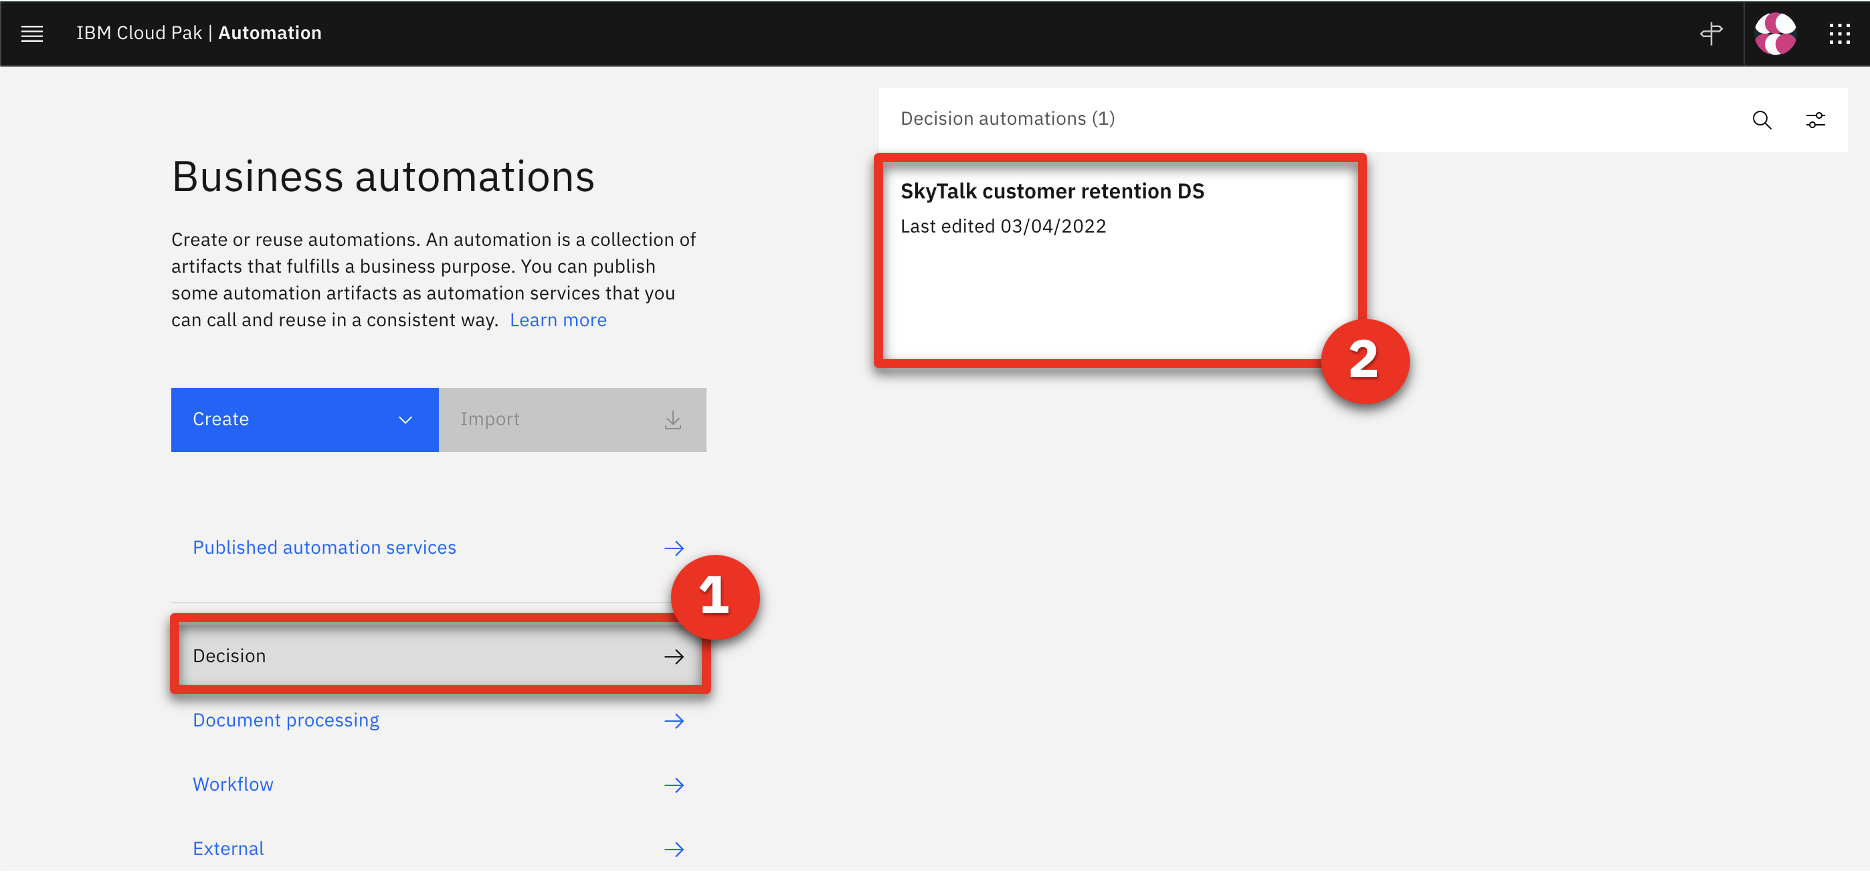 IBM Cloud Pak | Automation
Business automations
Create or reuse automations. An automation is a collection of
artifacts that fulfills a business purpose. You can publish
some automation artifacts as automation services that you
can call and reuse in a consistent way. Learn more
Create
Import
Published automation services
1
Decision
Document processing
Workflow
External
Decision automations (1)
SkyTalk customer retention DS
Last edited 03/04/2022
2